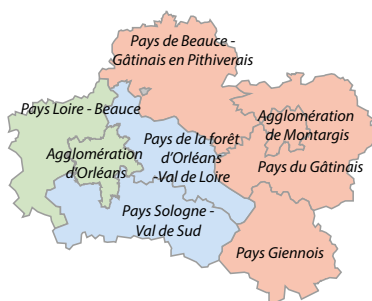 Pays de Beauce -
Gâtinais en Pithiverais
Pays Loire - Beauce
Agglomération
de Montargis
Pays de la forêt
d'Orléans
-Val de Loire
Agglomération
d'Orléans
Pays du Gâtinais
Pays Sologne -
Val de Sud
Pays Giennois